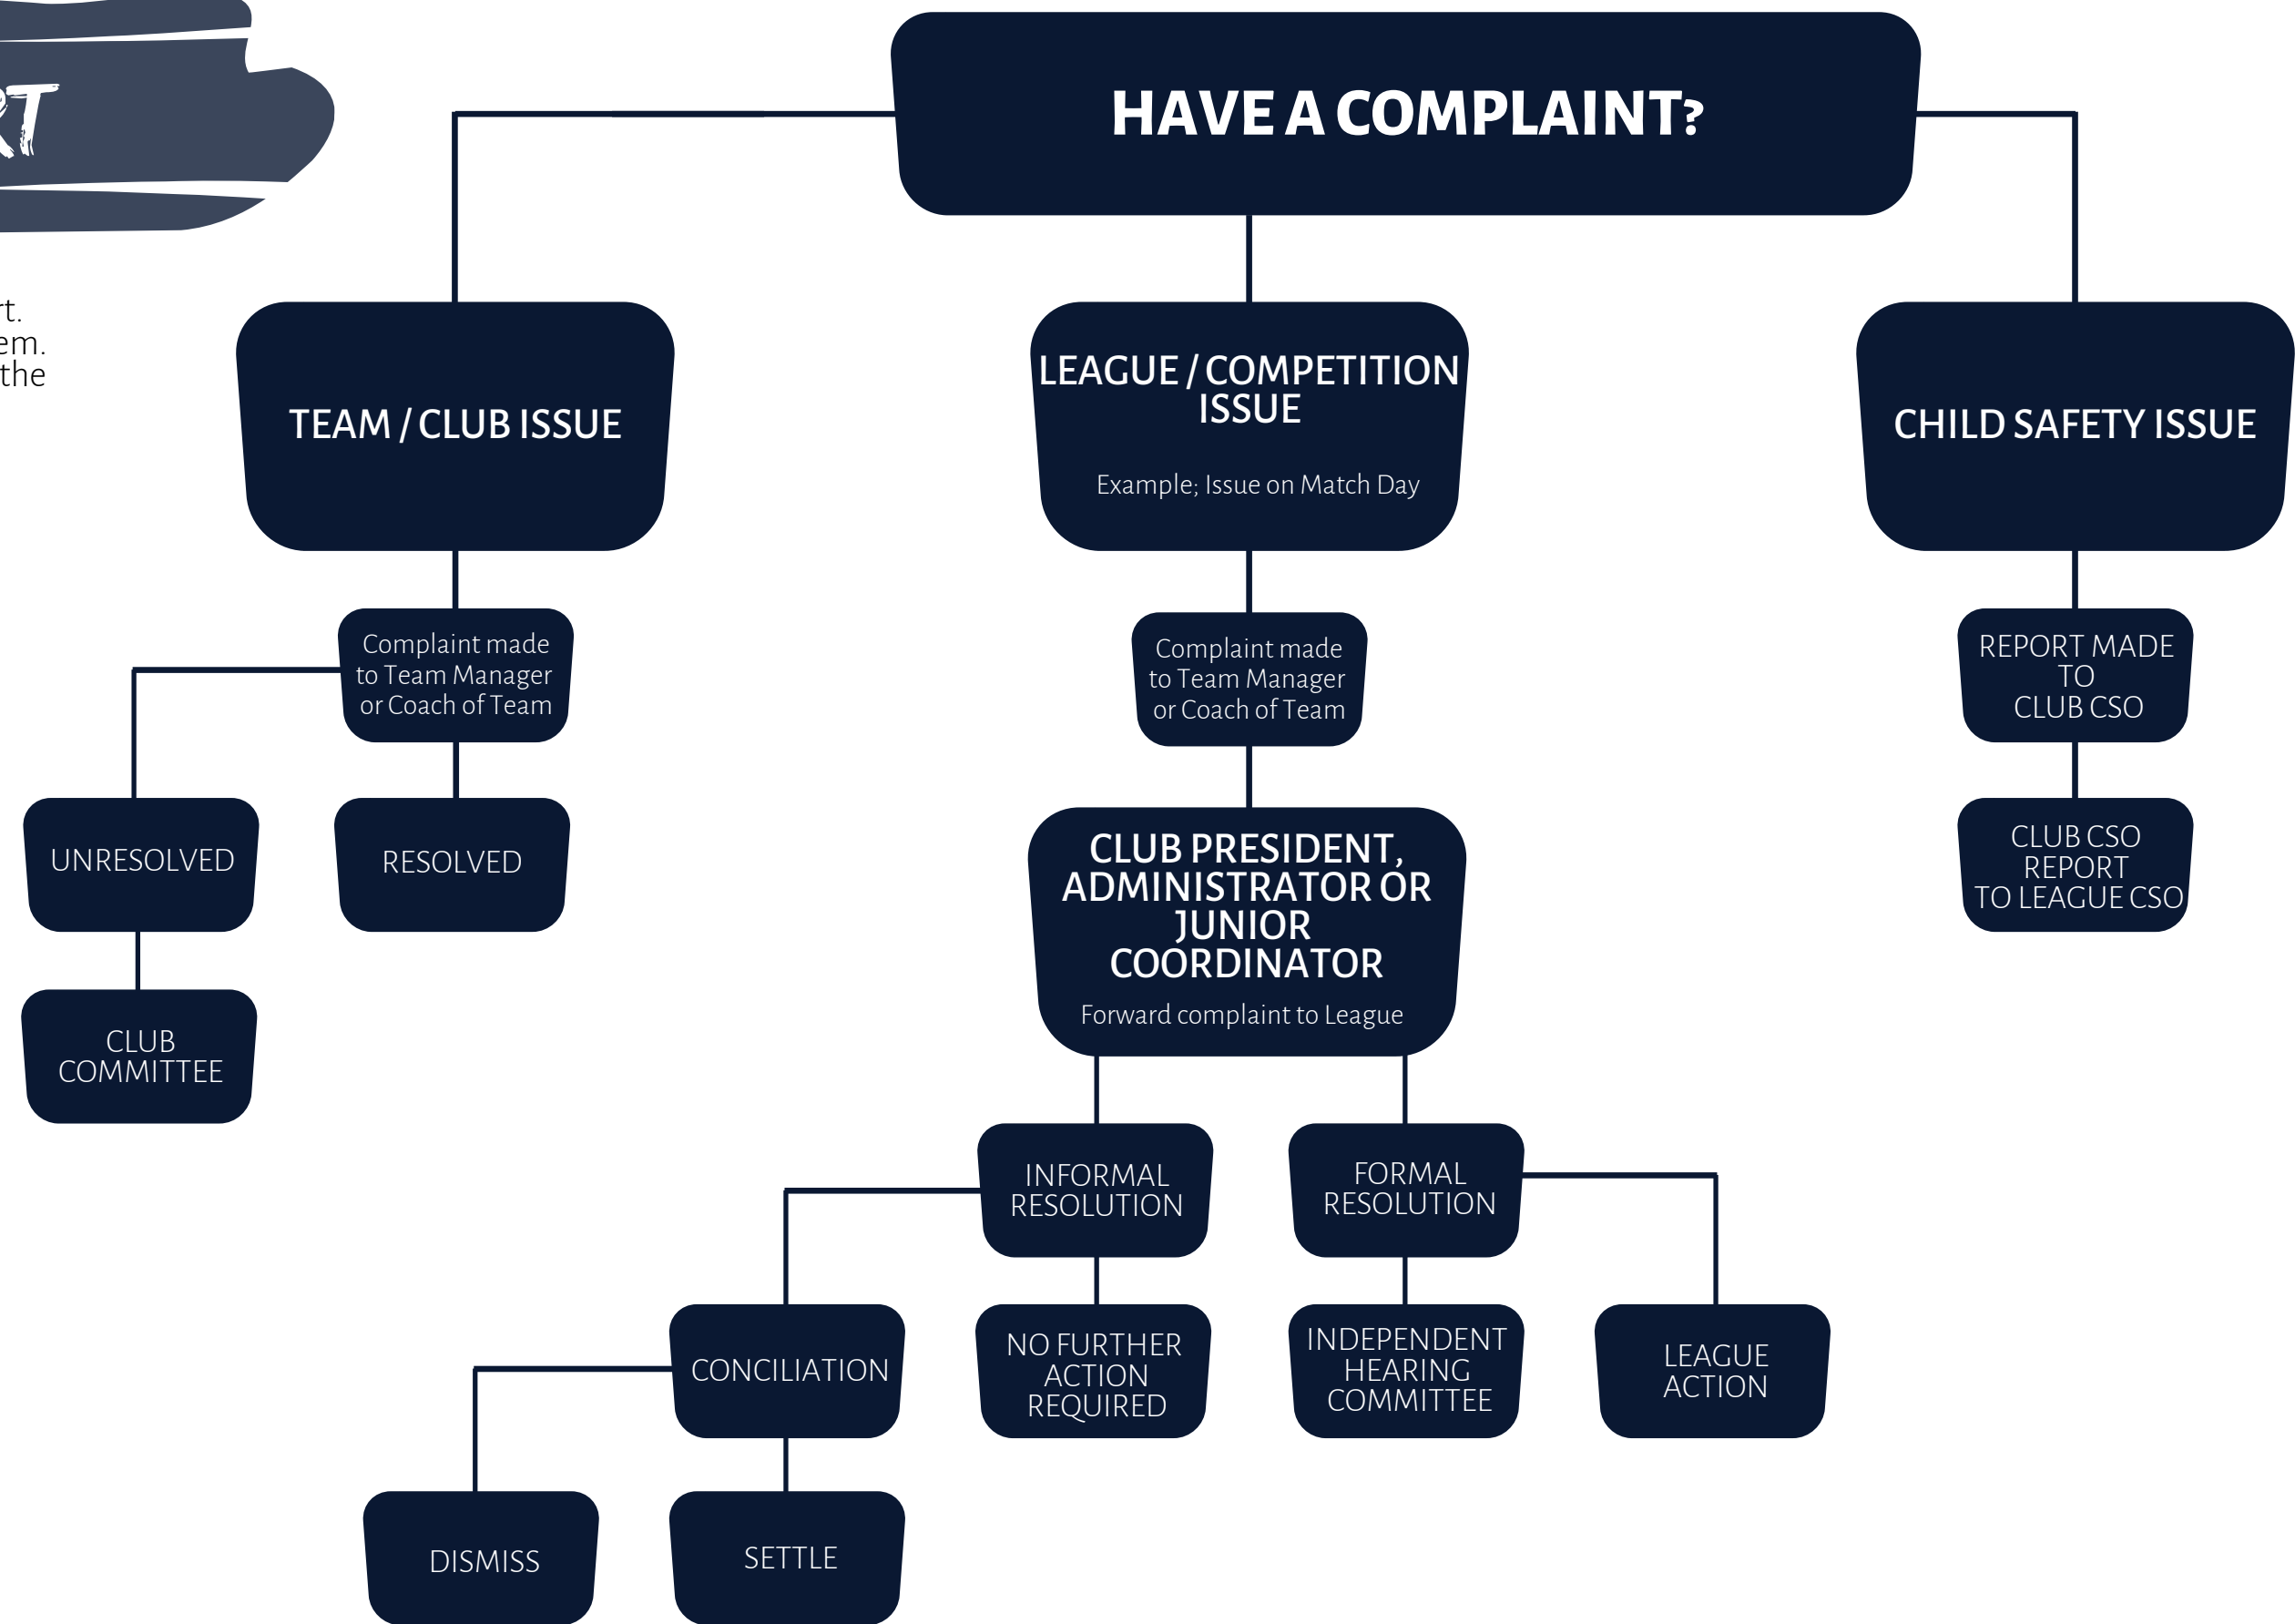 HAVE A COMPLAINT?
the
TEAM / CLUB ISSUE
LEAGUE / COMPETITION
ISSUE
Example; Issue on Match Day
CHILD SAFETY ISSUE
Complaint made
to Team Manager
or Coach of Team
Complaint made
to Team Manager
or Coach of Team
REPORT MADE
TO
CLUB CSO
UNRESOLVED
RESOLVED
CLUB PRESIDENT,
ADMINISTRATOR OR
JUNIOR
COORDINATOR
Forward complaint to League
CLUB CSO
REPORT
TO LEAGUE CSO
CLUB
COMMITTEE
INFORMAL
RESOLUTION
FORMAL
RESOLUTION
CONCILIATION
NO FURTHER
ACTION
REQUIRED
INDEPENDENT
HEARING
COMMITTEE
LEAGUE
ACTION
DISMISS
SETTLE